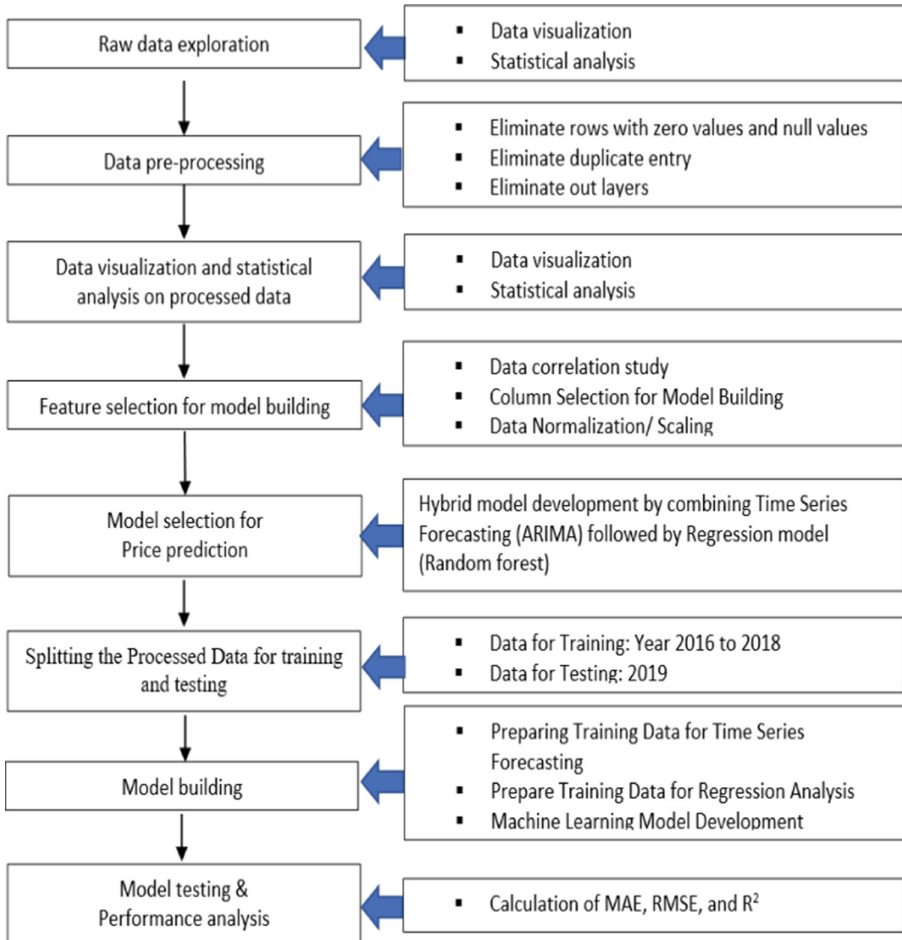 Raw data exploration
▪ Data visualization
▪ Statistical analysis
Data pre-processing
▪ Eliminate rows with zero values and null values
▪ Eliminate duplicate entry
▪ Eliminate out layers
Data visualization and statistical
analysis on processed data
▪ Data visualization
▪ Statistical analysis
Feature selection for model building
▪ Data correlation study
▪ Column Selection for Model Building
▪ Data Normalization/ Scaling
Model selection for
Price prediction
Hybrid model development by combining Time Series
Forecasting (ARIMA) followed by Regression model
(Random forest)
Splitting the Processed Data for training
and testing
▪ Data for Training: Year 2016 to 2018
▪ Data for Testing: 2019
Model building
▪ Preparing Training Data for Time Series
Forecasting
▪ Prepare Training Data for Regression Analysis
▪ Machine Learning Model Development
Model testing &
Performance analysis
▪ Calculation of MAE, RMSE, and R²